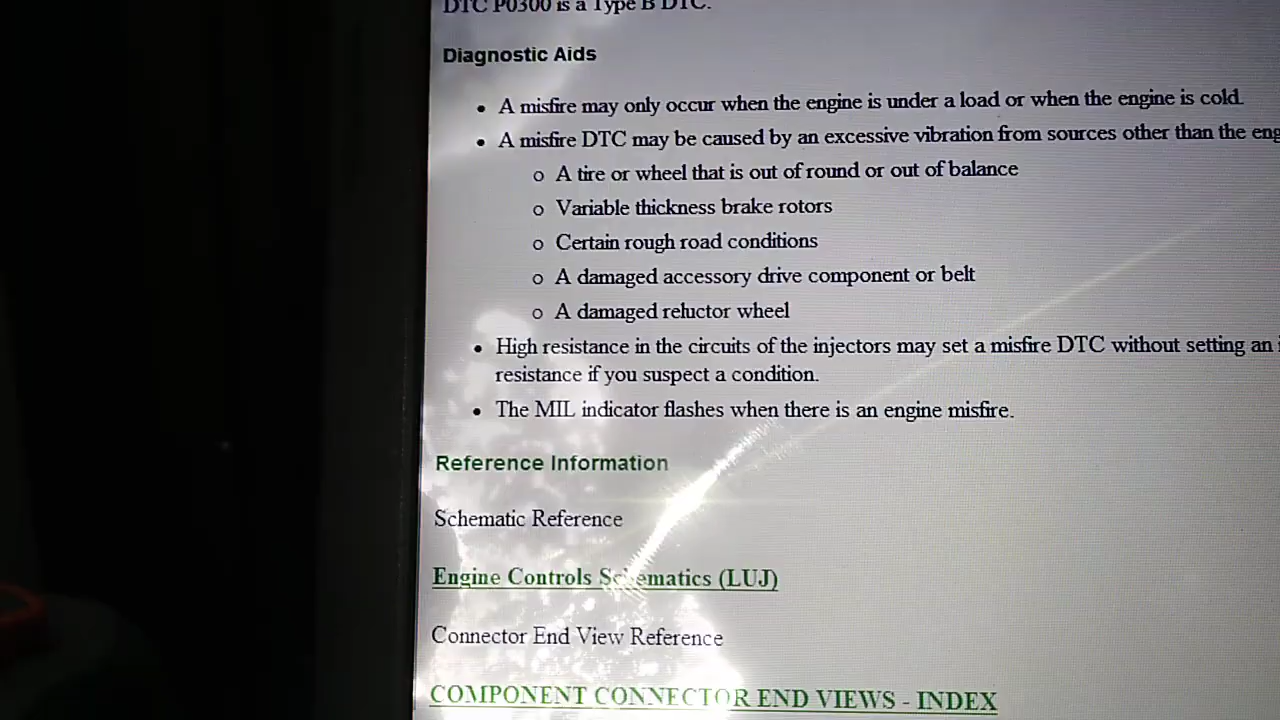 DTC P0300 is a Type B DTC.
Diagnostic Aids
• A misfire may only occur when the engine is under a load or when the engine is cold.
• A misfire DTC may be caused by an excessive vibration from sources other than the eng
o A tire or wheel that is out of round or out of balance
o Variable thickness brake rotors
o Certain rough road conditions
o A damaged accessory drive component or belt
o A damaged reluctor wheel
• High resistance in the circuits of the injectors may set a misfire DTC without setting an
resistance if you suspect a condition.
• The MIL indicator flashes when there is an engine misfire.
Reference Information
Schematic Reference
Engine Controls Schematics (LUJ)
Connector End View Reference
COMPONENT CONNECTOR END VIEWS - INDEX